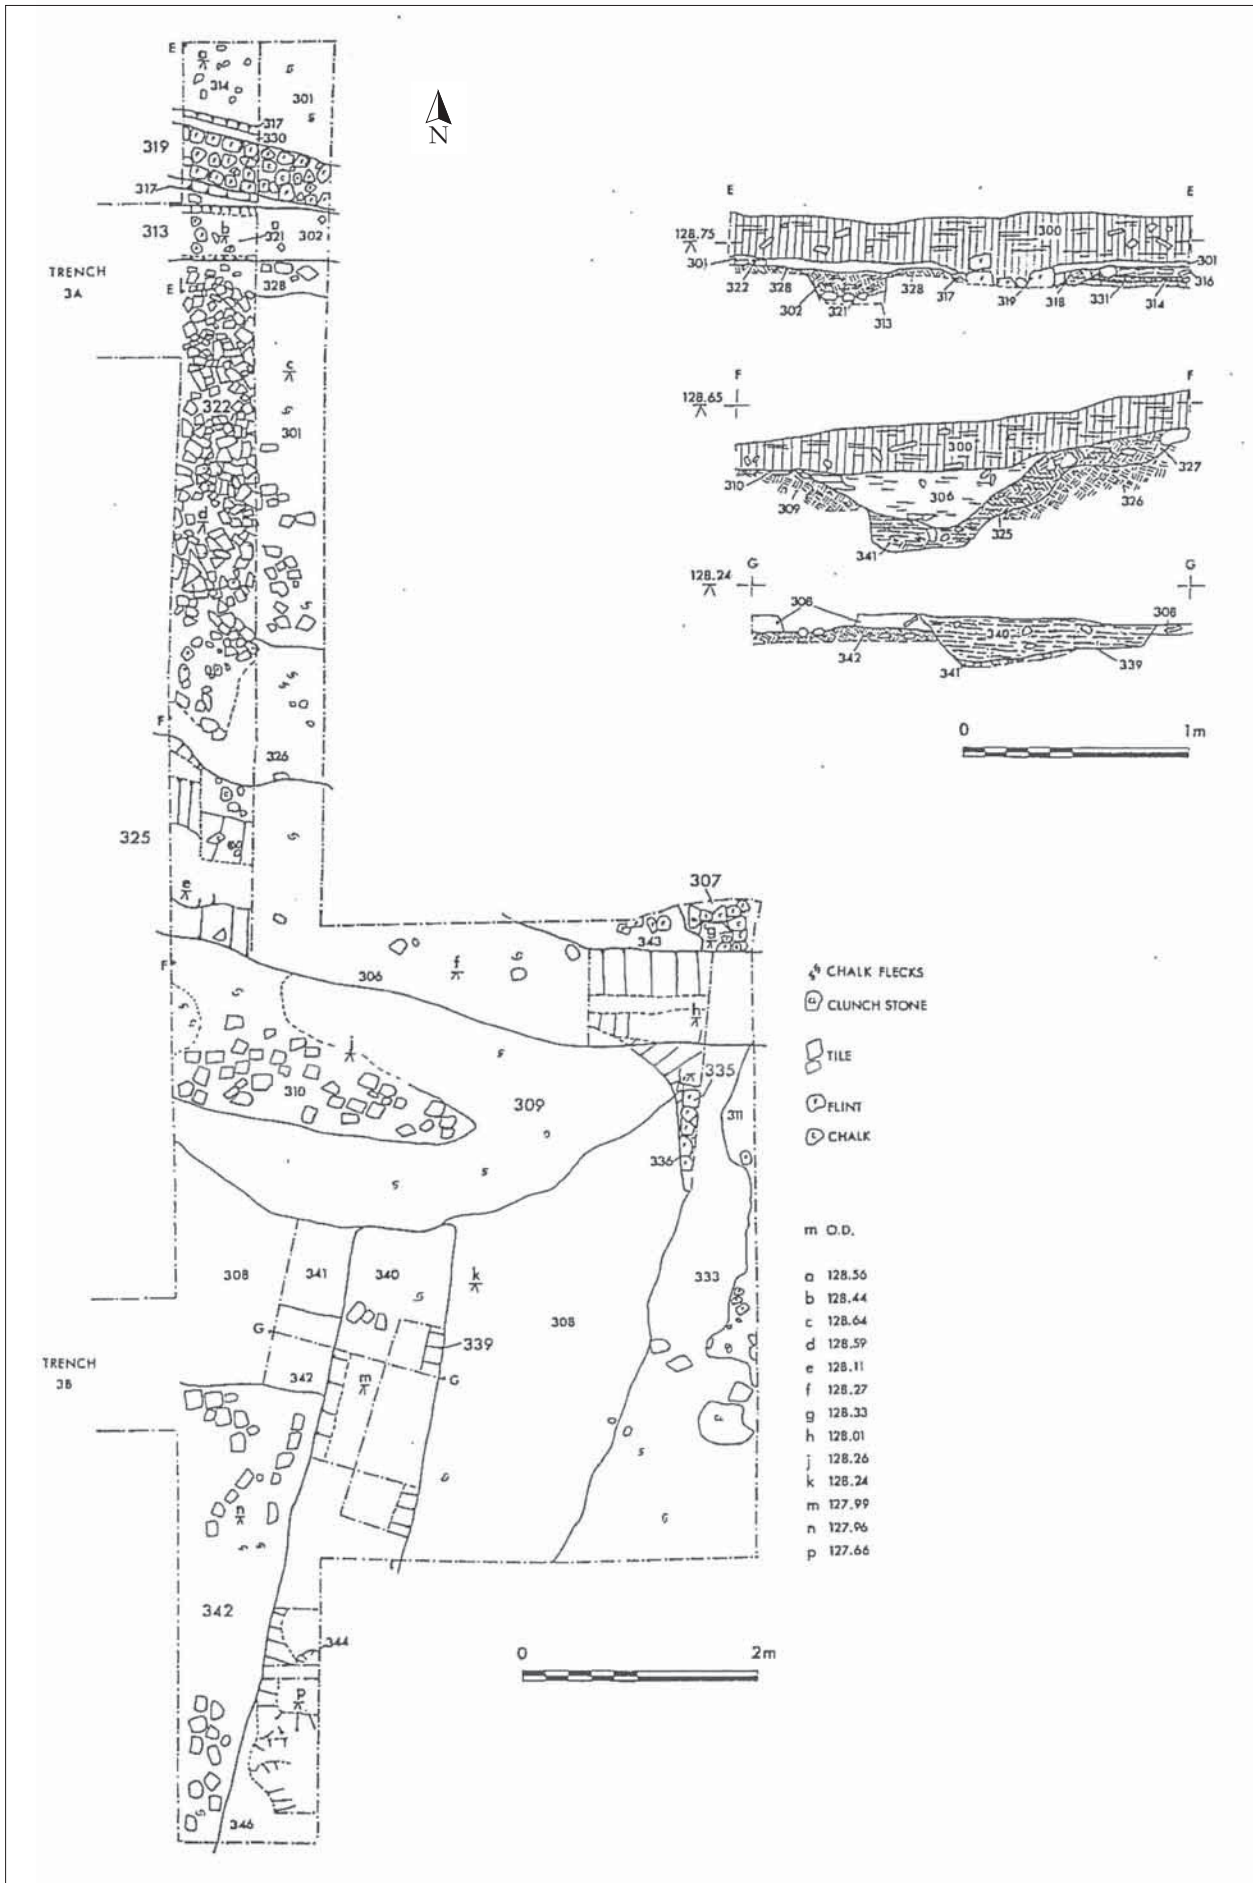 E
a
314
301
317
330
319
317
313
b
321
302
TRENCH
3A
E
328
c
322
301
d
F
326
325
e
F
306
f
307
343
g
h
j
310
309
335
311
336
308
341
340
k
308
333
G
339
TRENCH
3B
342
m
G
n
342
344
p
346
N
E
E
128.75
300
301
301
322
328
302
321
313
328
317
319
318
331
314
316
F
F
128.65
300
310
309
306
341
325
326
327
G
G
128.24
308
308
342
340
341
339
0
1m
CHALK FLECKS
CLUNCH STONE
TILE
FLINT
CHALK
m O.D.
a 128.56
b 128.44
c 128.64
d 128.59
e 128.11
f 128.27
g 128.33
h 128.01
j 128.26
k 128.24
m 127.99
n 127.96
p 127.66
0
2m